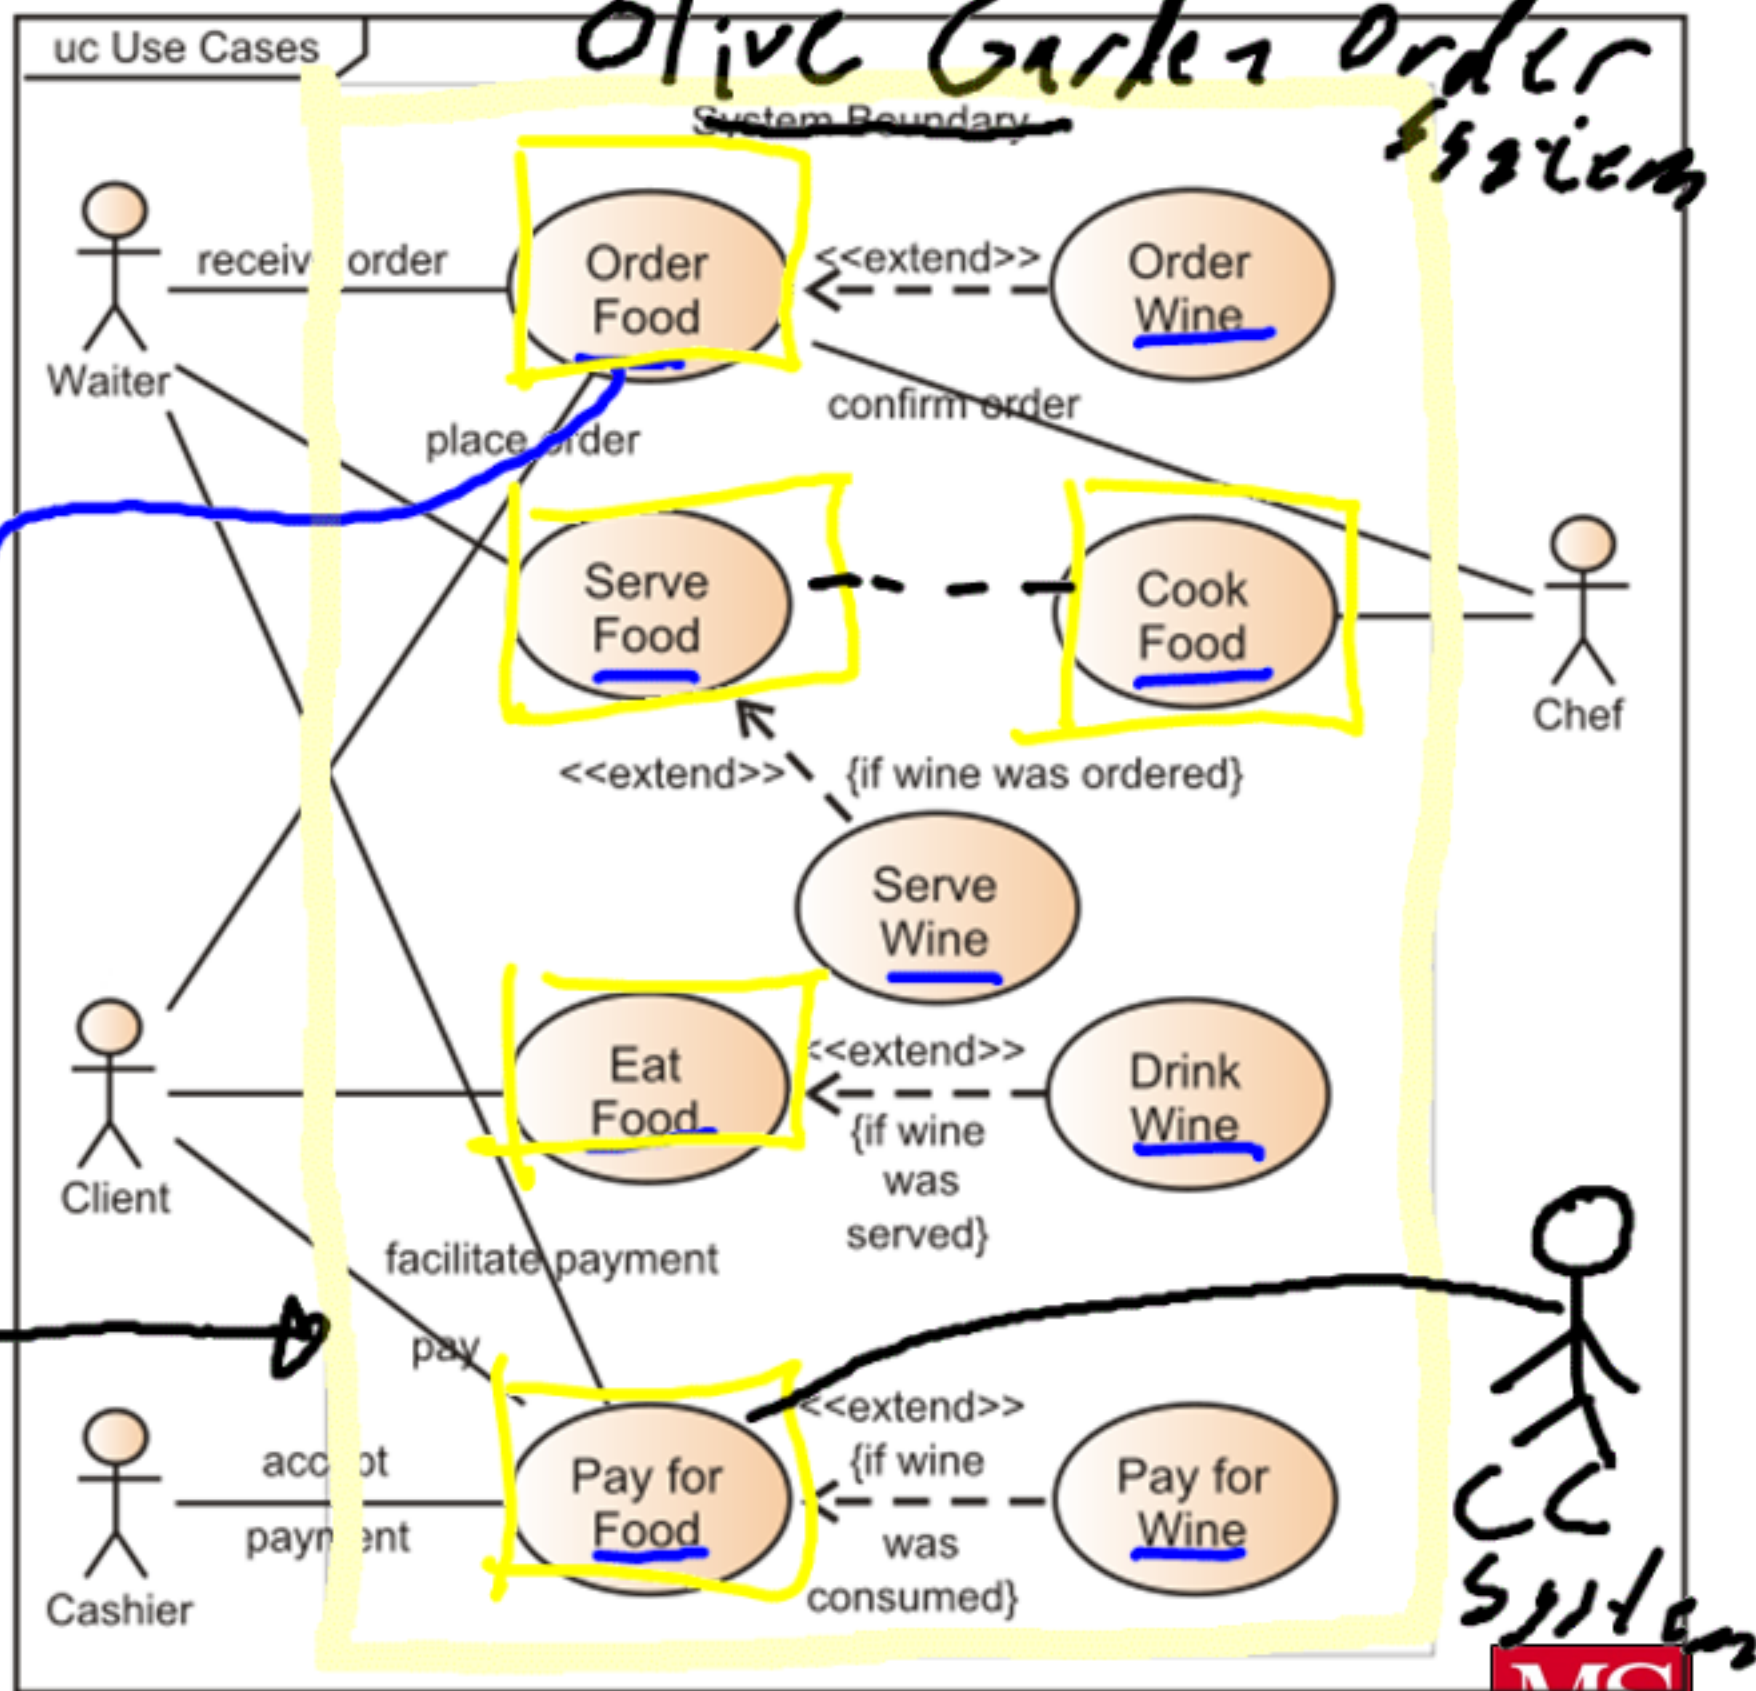 Olive Garden Order
System
uc Use Cases
System Boundary
receive order
Order
Food
<<extend>>
Order
Wine
Waiter
confirm order
place order
Serve
Food
Cook
Food
Chef
<<extend>>
{if wine was ordered}
Serve
Wine
Eat
Food
<<extend>>
{if wine
was
served}
Drink
Wine
Client
facilitate payment
pay
accept
payment
Pay for
Food
<<extend>>
{if wine
was
consumed}
Pay for
Wine
Cashier
CC
System
MS